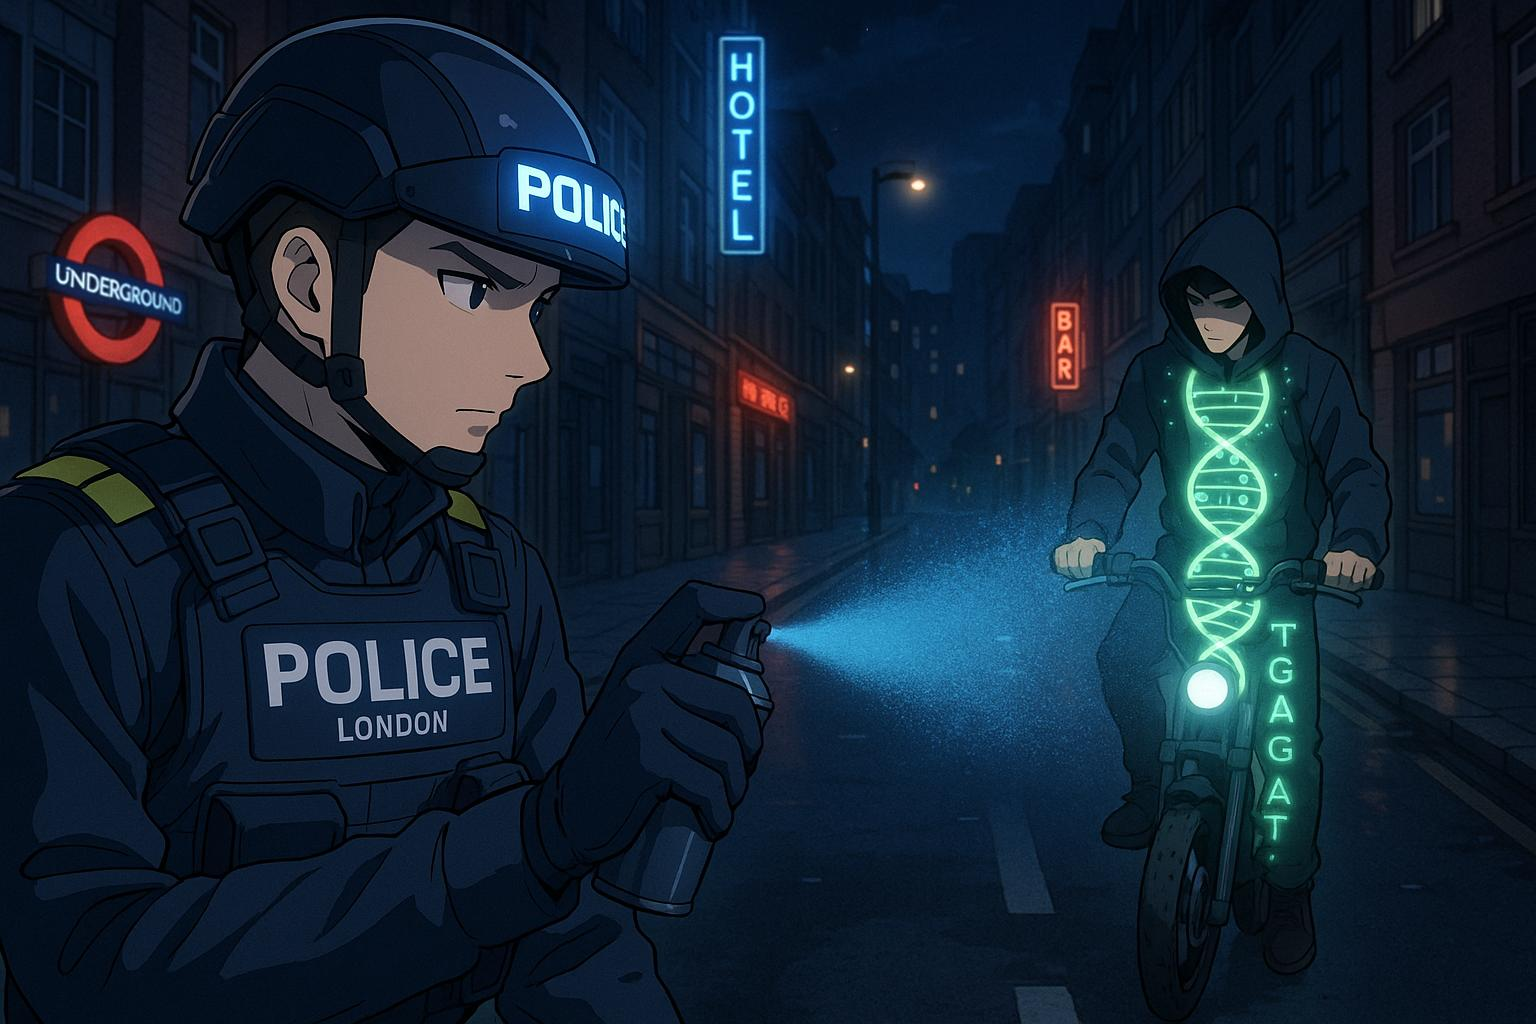 HOTEL
POLICE
UNDERGROUND
BAR
POLICE
LONDON
TGAGAT